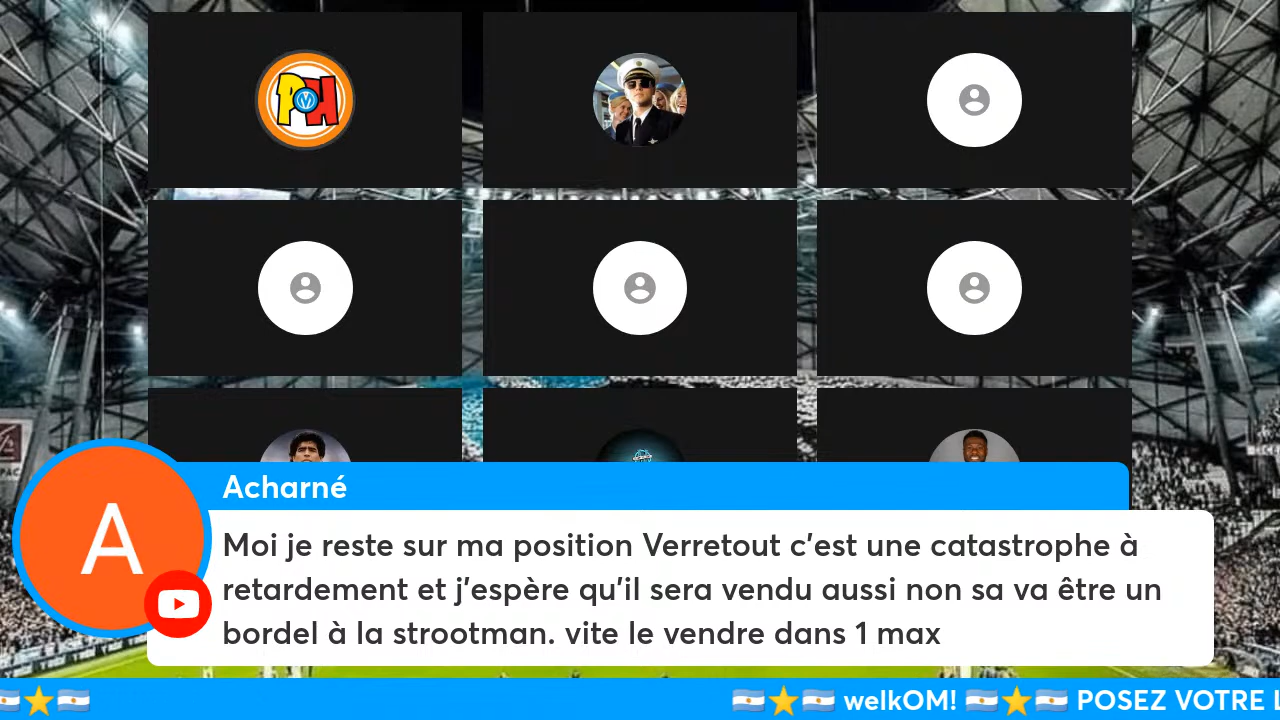 PH
Acharné
A
Moi je reste sur ma position Verretout c'est une catastrophe à
retardement et j'espère qu'il sera vendu aussi non sa va être un
bordel à la strootman. vite le vendre dans 1 max
welkOM!
POSEZ VOTRE L